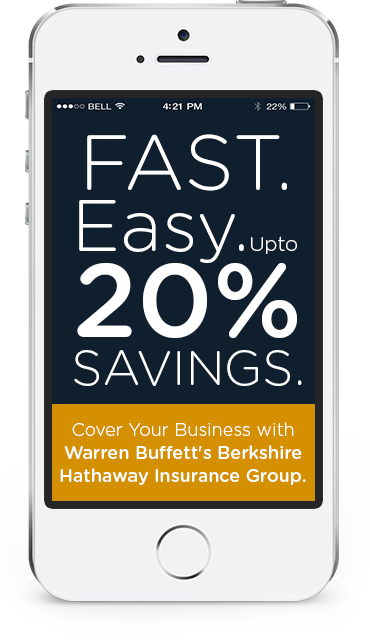 BELL 4:21 PM 22%
FAST.
Easy. Upto
20%
SAVINGS.
Cover Your Business with
Warren Buffett's Berkshire
Hathaway Insurance Group.